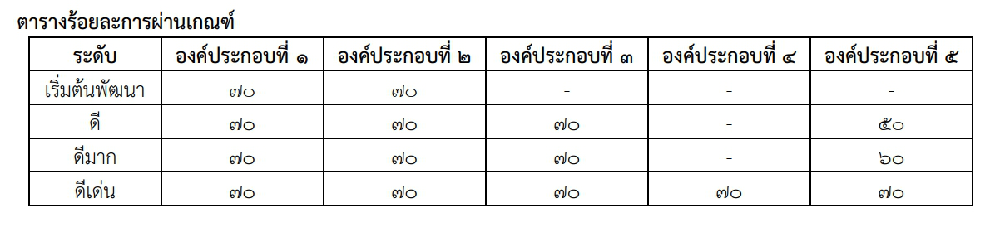 ตารางร้อยละการผ่านเกณฑ์
ระดับ องค์ประกอบที่ ๑ องค์ประกอบที่ ๒ องค์ประกอบที่ ๓ องค์ประกอบที่ ๔ องค์ประกอบที่ ๕
เริ่มต้นพัฒนา ๗๐ ๗๐ - - -
ดี ๗๐ ๗๐ ๗๐ - ๕๐
ดีมาก ๗๐ ๗๐ ๗๐ - ๖๐
ดีเด่น ๗๐ ๗๐ ๗๐ ๗๐ ๗๐